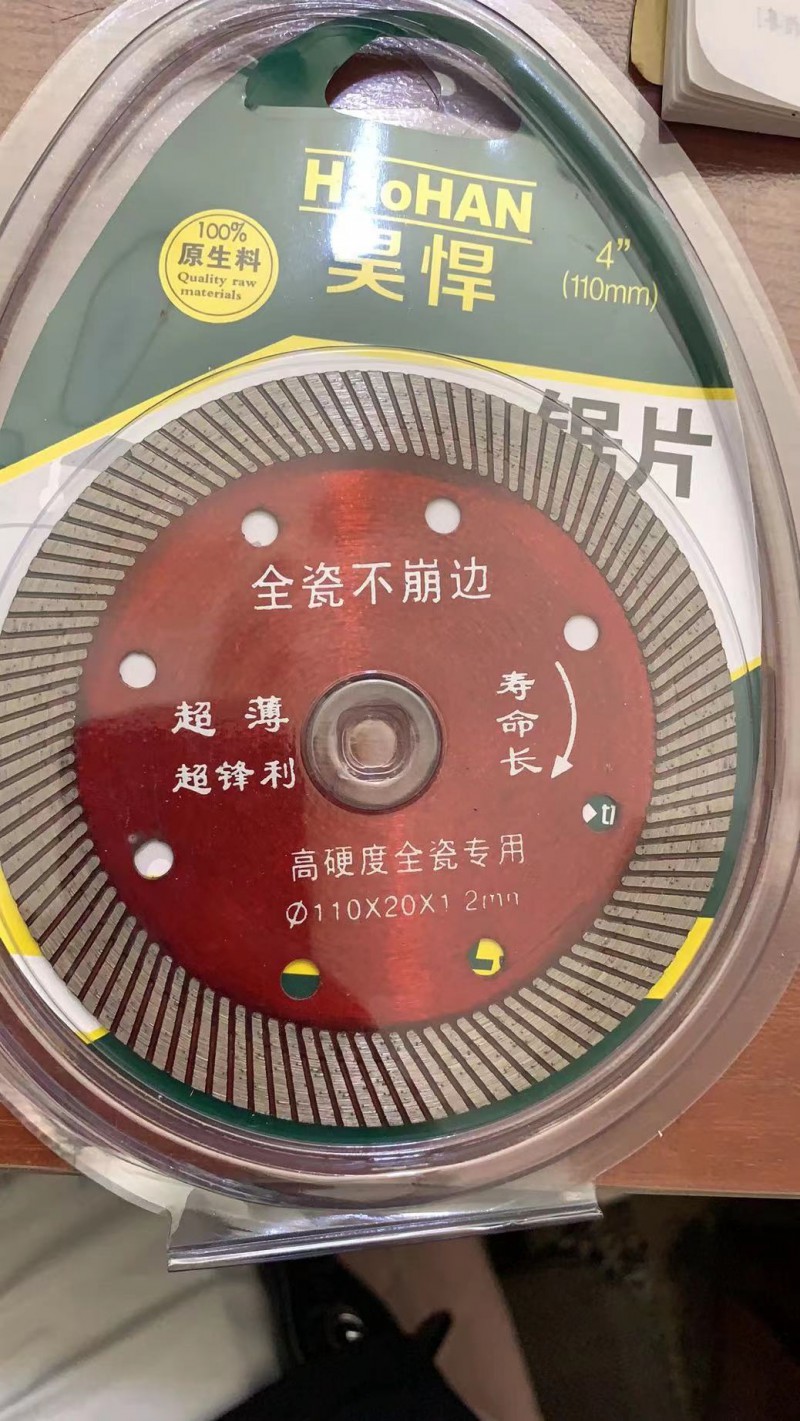 HaoHAN
昊悍
100%
原生料
Quality raw
materials
4”
(110mm)
锯片
全瓷不崩边
超薄
超锋利
寿命长
高硬度全瓷专用
Ø110X20X1.2mm